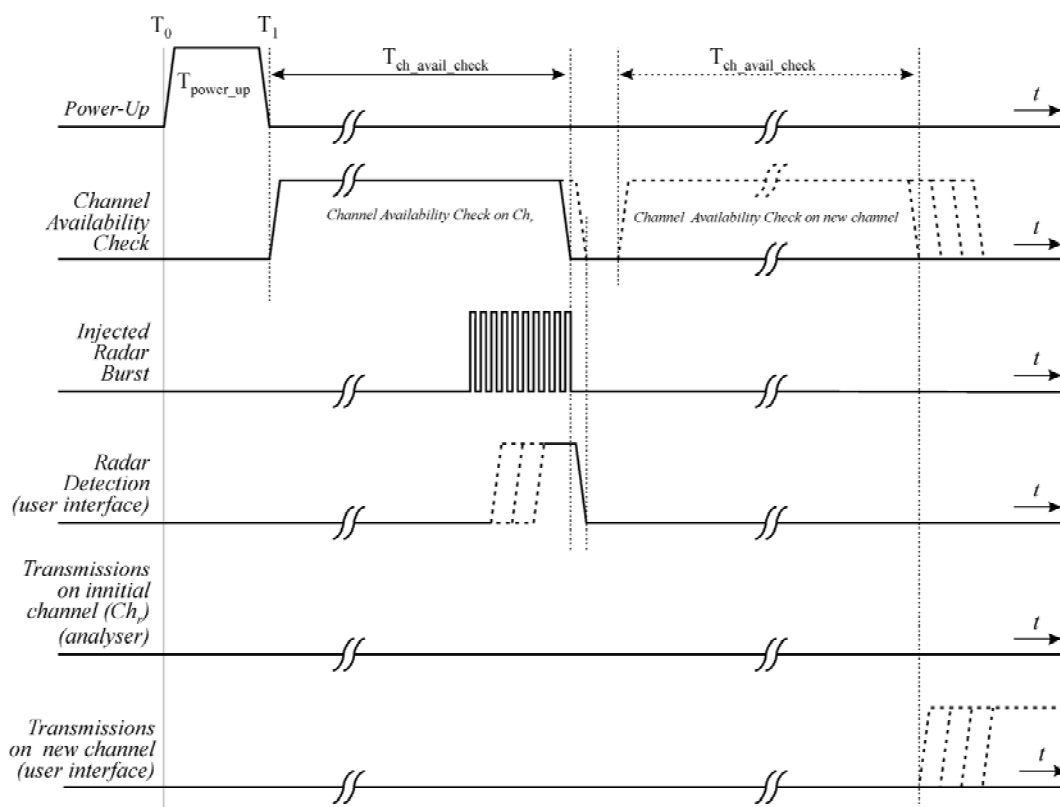 T0 T1
Tch_avail_check Tch_avail_check
Tpower_up
t
Power-Up
Channel
Availability
Check
Channel Availability Check on Chr
Channel Availability Check on new channel
t
Injected
Radar
Burst
t
Radar
Detection
(user interface)
t
Transmissions
on innitial
channel (Chr)
(analyser)
t
Transmissions
on new channel
(user interface)
t